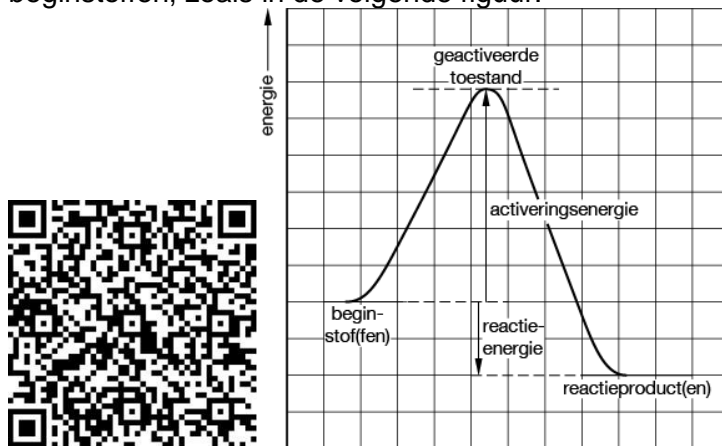 beginstoffen, zoals in de volgende figuur:
energie
geactiveerde
toestand
activeringsenergie
begin-
stof(fen)
reactie-
energie
reactieproduct(en)